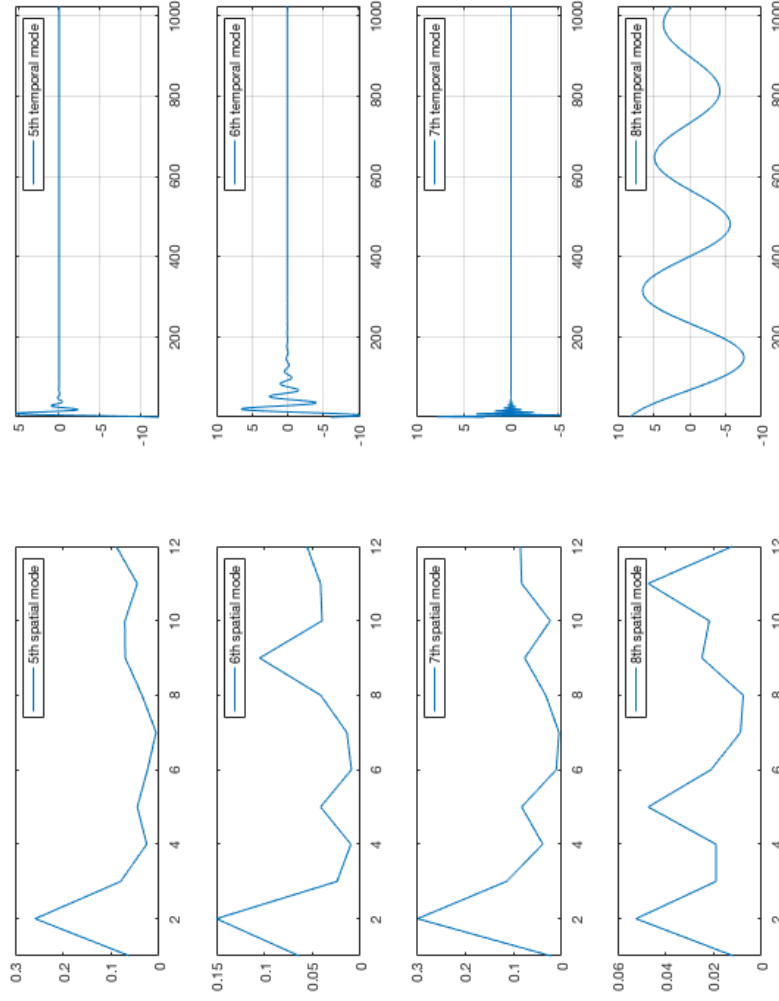 0.3
0.2
0.1
0
5th spatial mode
2 4 6 8 10 12
5
0
-5
-10
5th temporal mode
200 400 600 800 1000
0.15
0.1
0.05
0
6th spatial mode
2 4 6 8 10 12
10
5
0
-5
-10
6th temporal mode
200 400 600 800 1000
0.3
0.2
0.1
0
7th spatial mode
2 4 6 8 10 12
10
5
0
-5
7th temporal mode
200 400 600 800 1000
0.06
0.04
0.02
0
8th spatial mode
2 4 6 8 10 12
10
5
0
-5
-10
8th temporal mode
200 400 600 800 1000